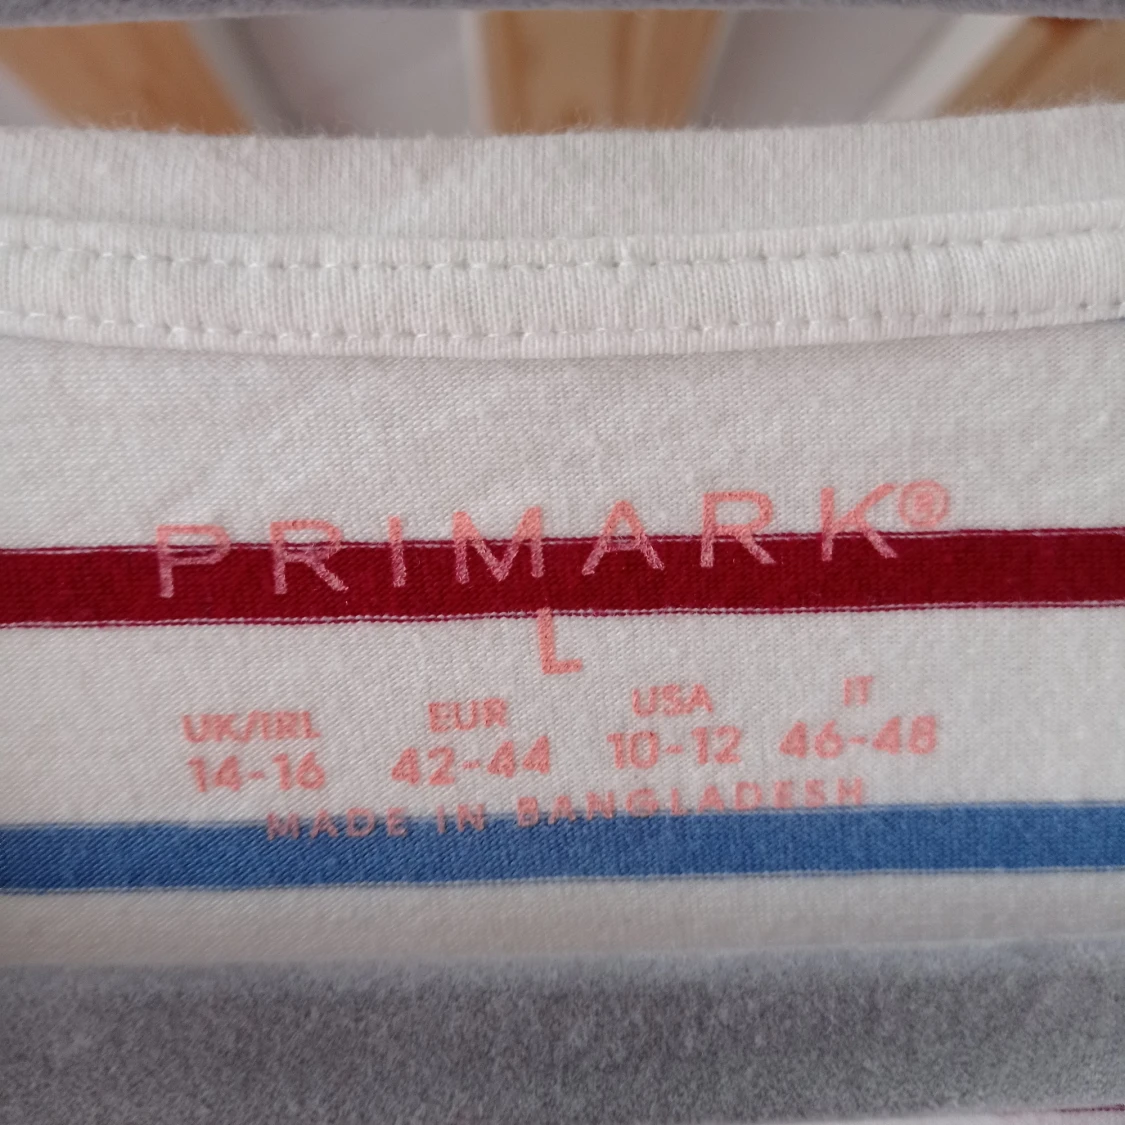 PRIMARK®
L
UK/IRL EUR USA IT
14-16 42-44 10-12 46-48
MADE IN BANGLADESH